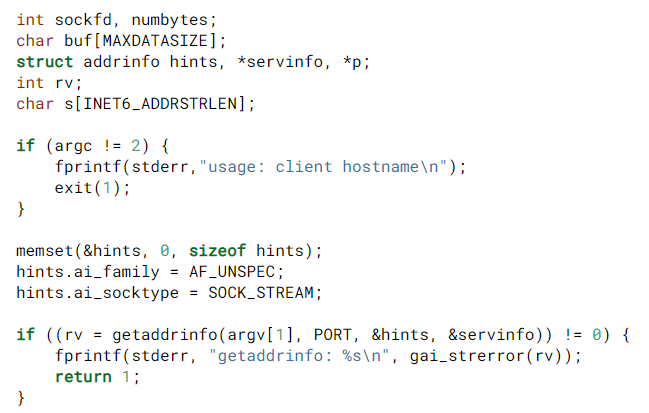 int sockfd, numbytes;
char buf[MAXDATASIZE];
struct addrinfo hints, *servinfo, *p;
int rv;
char s[INET6_ADDRSTRLEN];

if (argc != 2) {
    fprintf(stderr,"usage: client hostname\n");
    exit(1);
}

memset(&hints, 0, sizeof hints);
hints.ai_family = AF_UNSPEC;
hints.ai_socktype = SOCK_STREAM;

if ((rv = getaddrinfo(argv[1], PORT, &hints, &servinfo)) != 0) {
    fprintf(stderr, "getaddrinfo: %s\n", gai_strerror(rv));
    return 1;
}